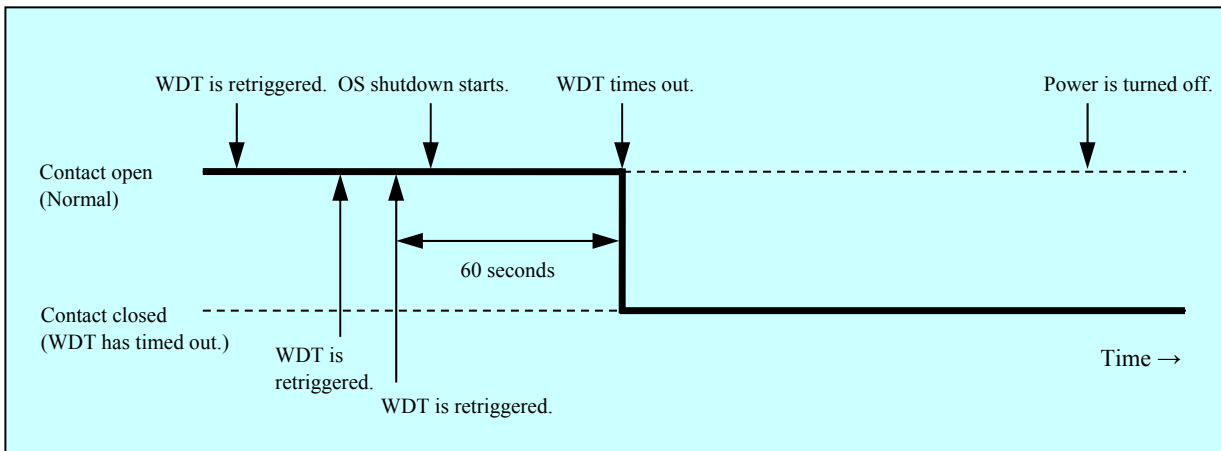 WDT is retriggered.
OS shutdown starts.
WDT times out.
Power is turned off.
Contact open
(Normal)
60 seconds
Contact closed
(WDT has timed out.)
WDT is
retriggered.
WDT is retriggered.
Time →